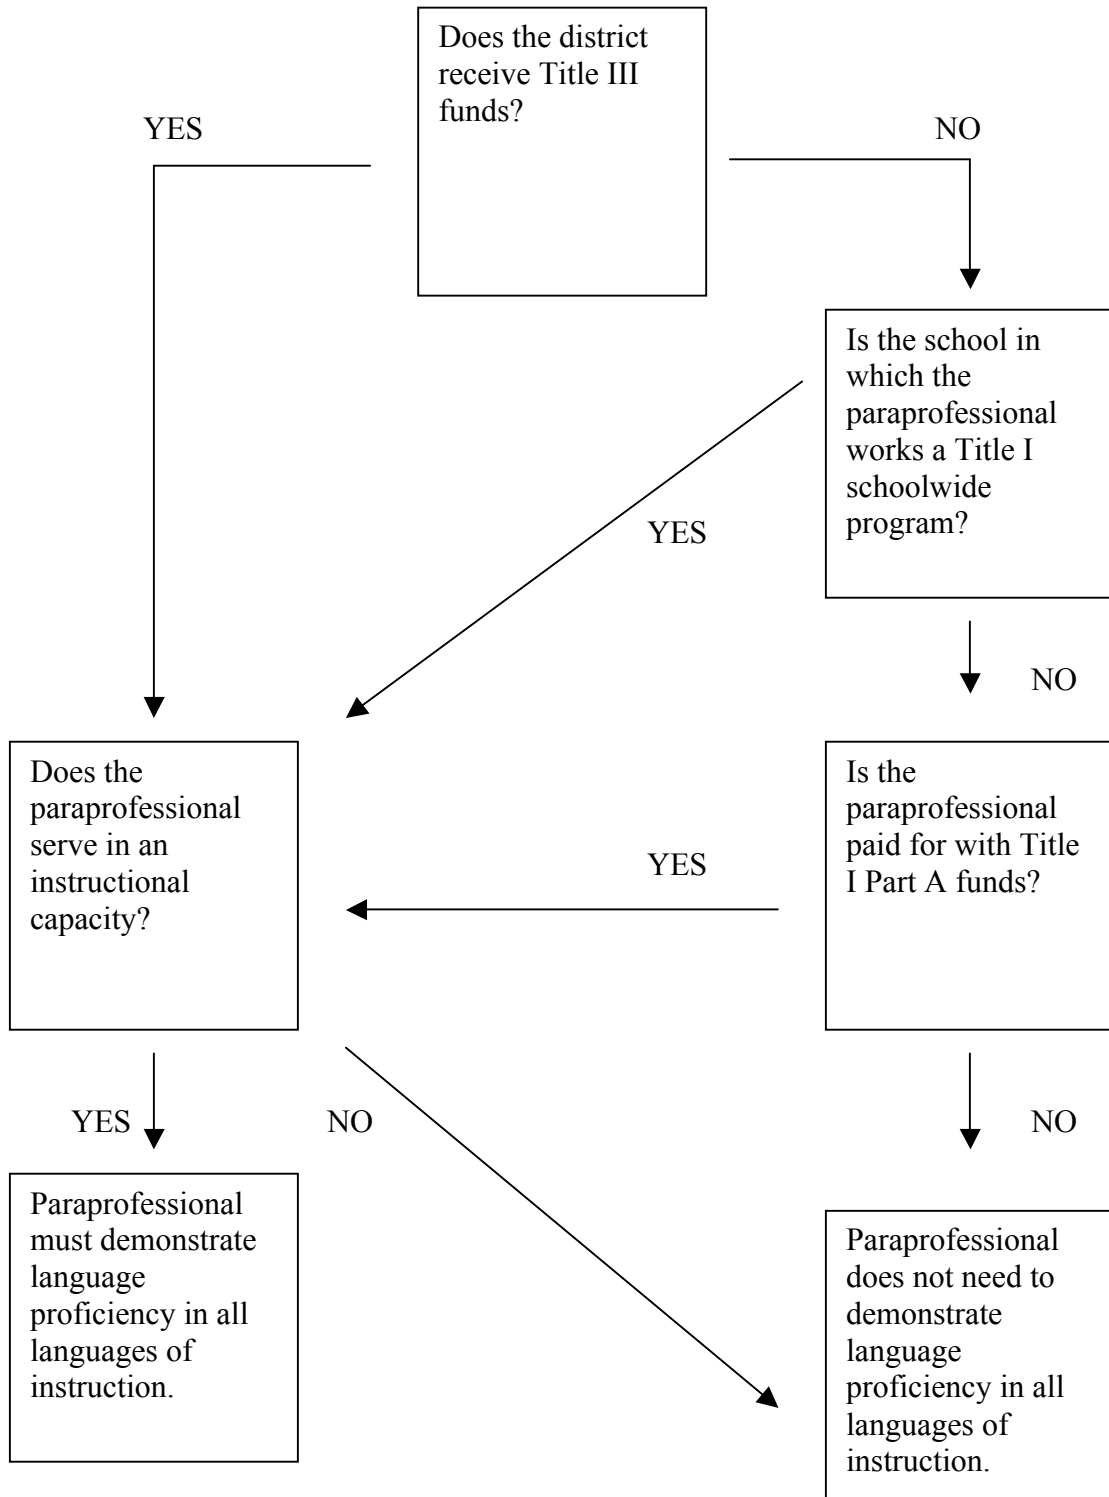 Does the district
receive Title III
funds?
YES
NO
Is the school in
which the
paraprofessional
works a Title I
schoolwide
program?
YES
NO
Does the
paraprofessional
serve in an
instructional
capacity?
Is the
paraprofessional
paid for with Title
I Part A funds?
YES
YES
NO
NO
Paraprofessional
must demonstrate
language
proficiency in all
languages of
instruction.
Paraprofessional
does not need to
demonstrate
language
proficiency in all
languages of
instruction.